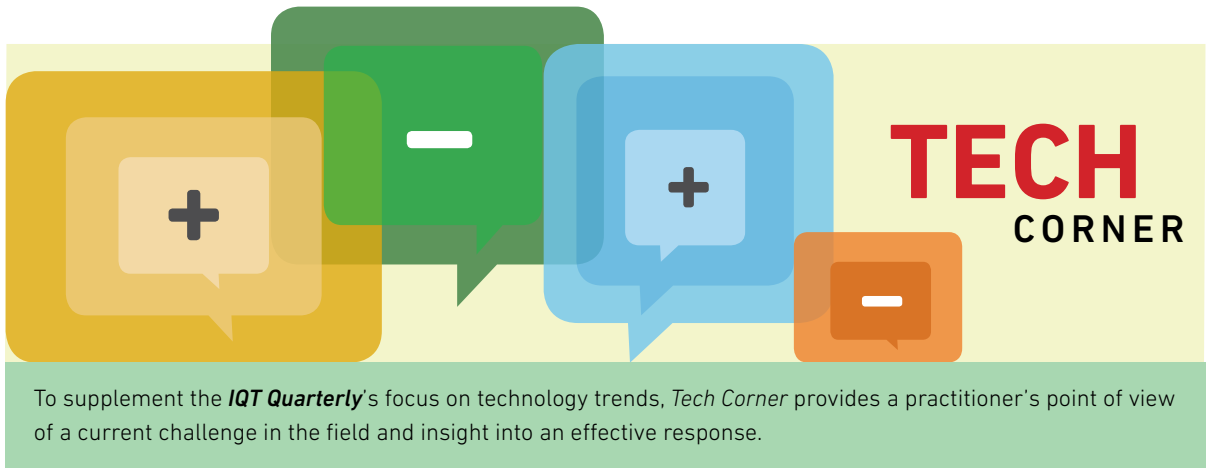 TECH
CORNER
To supplement the IQT Quarterly’s focus on technology trends, Tech Corner provides a practitioner’s point of view
of a current challenge in the field and insight into an effective response.